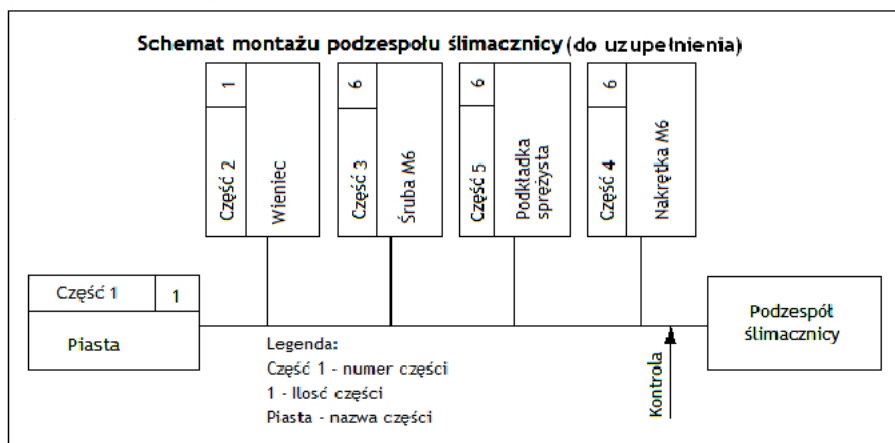 Schemat montażu podzespołu ślimacznicy (do uzupełnienia)
Część 2
1
Wieniec
Część 3
6
Śruba M6
Część 5
6
Podkładka
sprężysta
Część 4
6
Nakrętka M6
Część 1
1
Piasta
Podzespół
ślimacznicy
Kontrola
Legenda:
Część 1 - numer części
1 - Ilosć części
Piasta - nazwa części